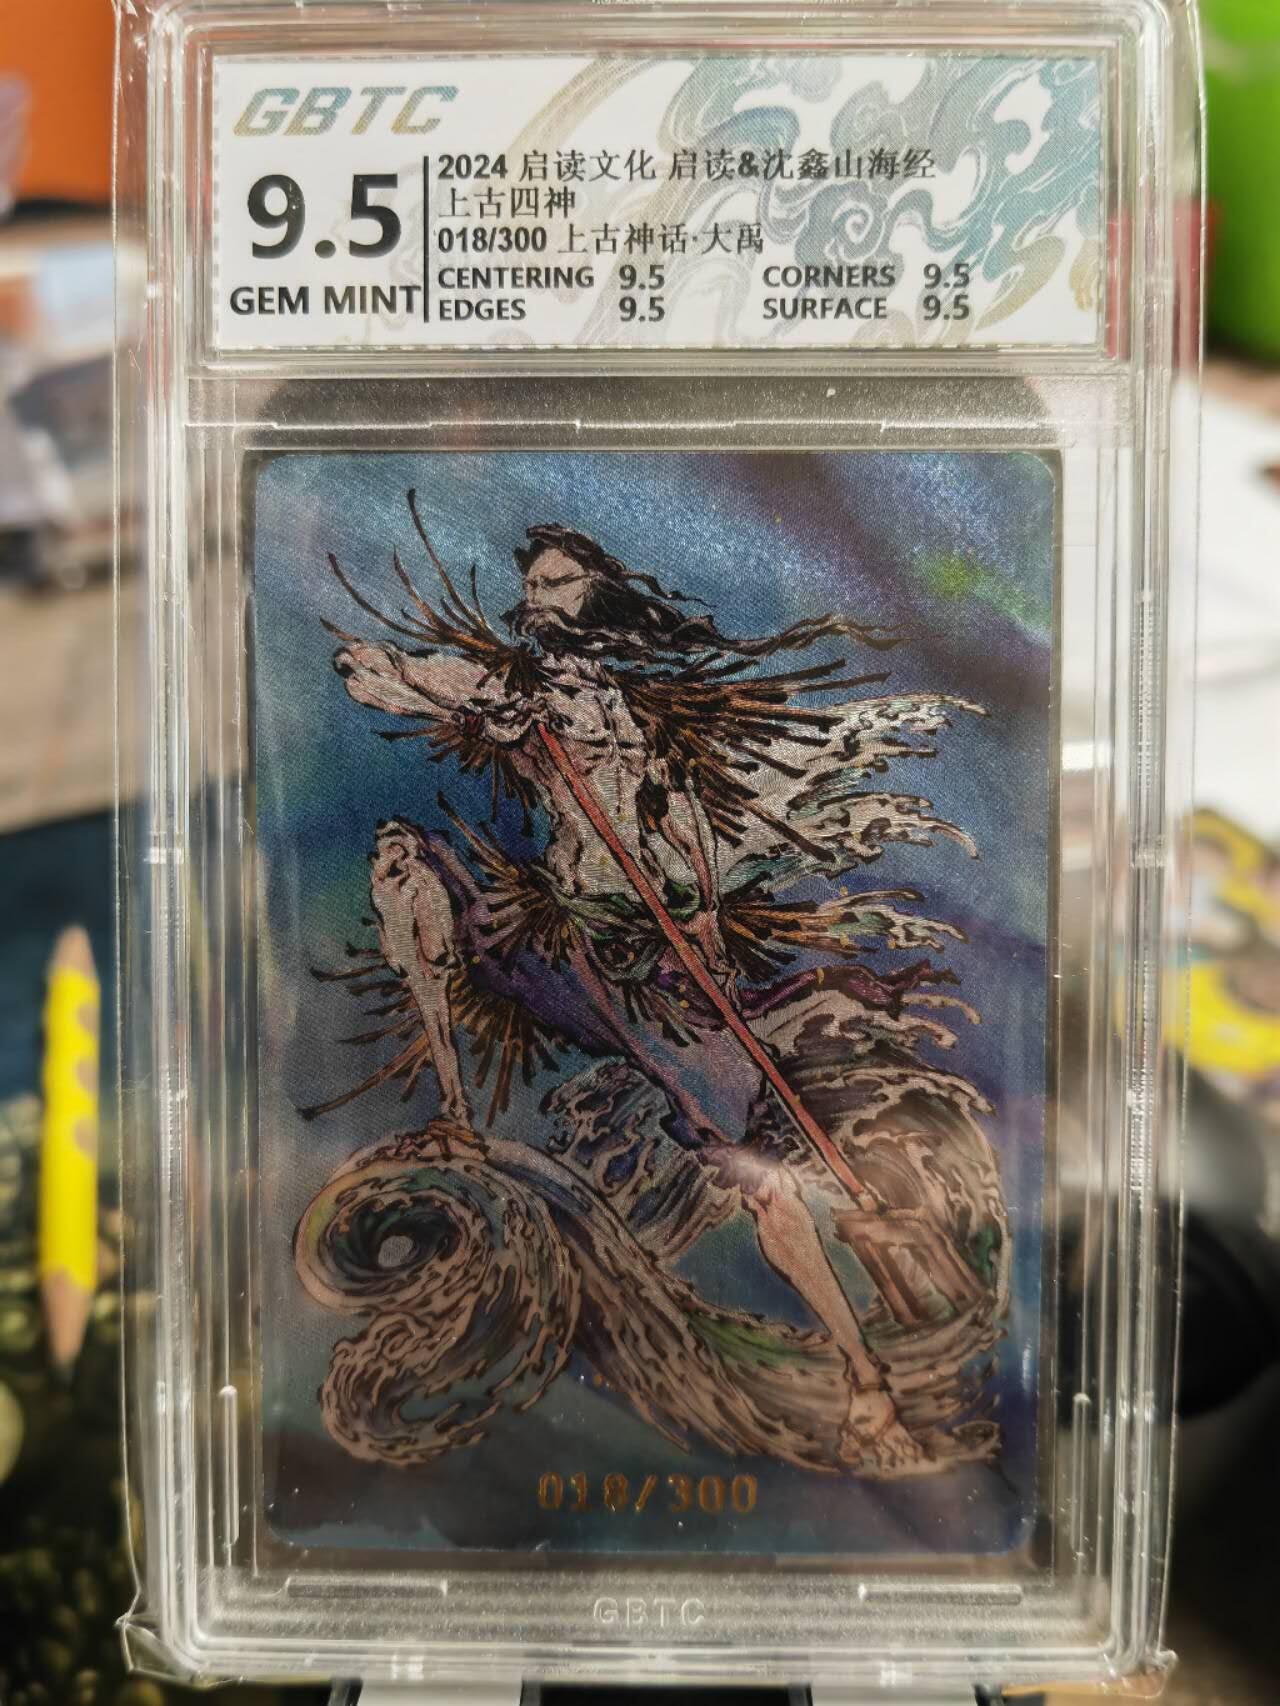 GBTC
9.5
GEM MINT
2024 启读文化 启读&沈鑫山海经
上古四神
018/300 上古神话·大禹
CENTERING 9.5 CORNERS 9.5
EDGES 9.5 SURFACE 9.5
018/300
GBTC